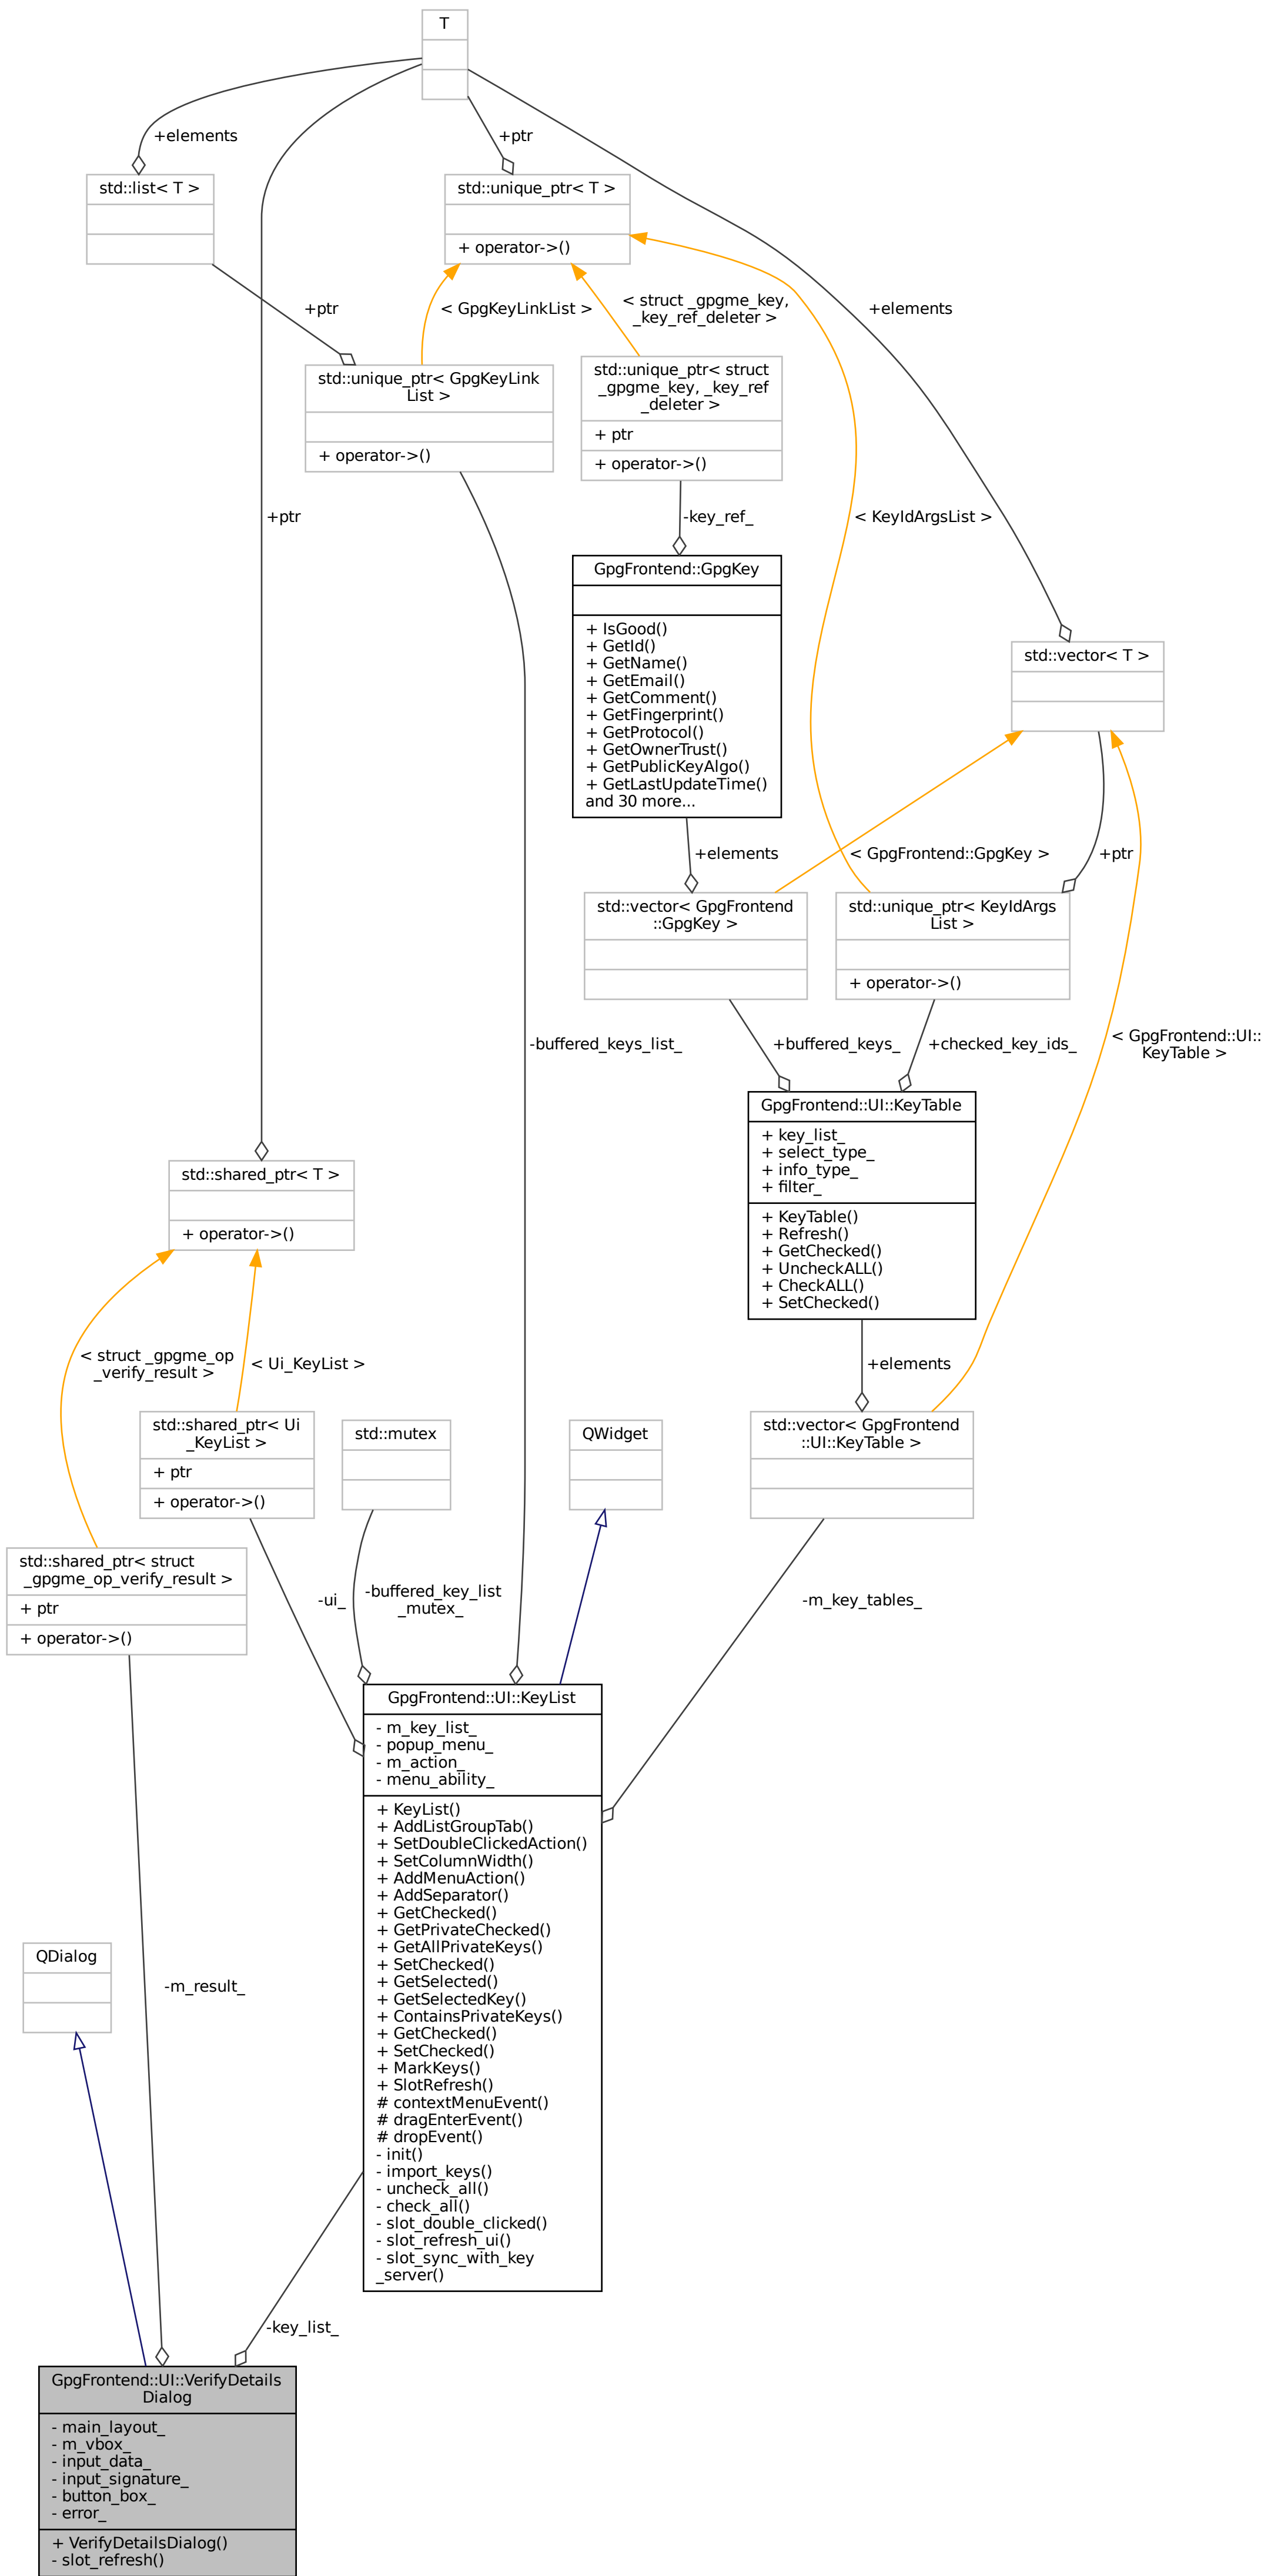 T
+elements
+ptr
std::list< T >
std::unique_ptr< T >
+ operator->()
+ptr
< GpgKeyLinkList >
< struct _gpgme_key,
_key_ref_deleter >
+elements
std::unique_ptr< GpgKeyLink
List >
+ operator->()
std::unique_ptr< struct
_gpgme_key, _key_ref
_deleter >
+ ptr
+ operator->()
+ptr
-key_ref_
< KeyIdArgsList >
GpgFrontend::GpgKey
+ IsGood()
+ GetId()
+ GetName()
+ GetEmail()
+ GetComment()
+ GetFingerprint()
+ GetProtocol()
+ GetOwnerTrust()
+ GetPublicKeyAlgo()
+ GetLastUpdateTime()
and 30 more...
std::vector< T >
+elements
< GpgFrontend::GpgKey >
+ptr
std::vector< GpgFrontend
::GpgKey >
std::unique_ptr< KeyIdArgs
List >
+ operator->()
-buffered_keys_list_
+buffered_keys_
+checked_key_ids_
< GpgFrontend::UI::
KeyTable >
GpgFrontend::UI::KeyTable
+ key_list_
+ select_type_
+ info_type_
+ filter_
+ KeyTable()
+ Refresh()
+ GetChecked()
+ UncheckALL()
+ CheckALL()
+ SetChecked()
std::shared_ptr< T >
+ operator->()
< struct _gpgme_op
_verify_result >
< Ui_KeyList >
+elements
std::shared_ptr< Ui
_KeyList >
+ ptr
+ operator->()
std::mutex
QWidget
std::vector< GpgFrontend
::UI::KeyTable >
std::shared_ptr< struct
_gpgme_op_verify_result >
+ ptr
+ operator->()
-ui_
-buffered_key_list
_mutex_
-m_key_tables_
GpgFrontend::UI::KeyList
- m_key_list_
- popup_menu_
- m_action_
- menu_ability_
+ KeyList()
+ AddListGroupTab()
+ SetDoubleClickedAction()
+ SetColumnWidth()
+ AddMenuAction()
+ AddSeparator()
+ GetChecked()
+ GetPrivateChecked()
+ GetAllPrivateKeys()
+ SetChecked()
+ GetSelected()
+ GetSelectedKey()
+ ContainsPrivateKeys()
+ GetChecked()
+ SetChecked()
+ MarkKeys()
+ SlotRefresh()
# contextMenuEvent()
# dragEnterEvent()
# dropEvent()
- init()
- import_keys()
- uncheck_all()
- check_all()
- slot_double_clicked()
- slot_refresh_ui()
- slot_sync_with_key
_server()
QDialog
-m_result_
-key_list_
GpgFrontend::UI::VerifyDetails
Dialog
- main_layout_
- m_vbox_
- input_data_
- input_signature_
- button_box_
- error_
+ VerifyDetailsDialog()
- slot_refresh()